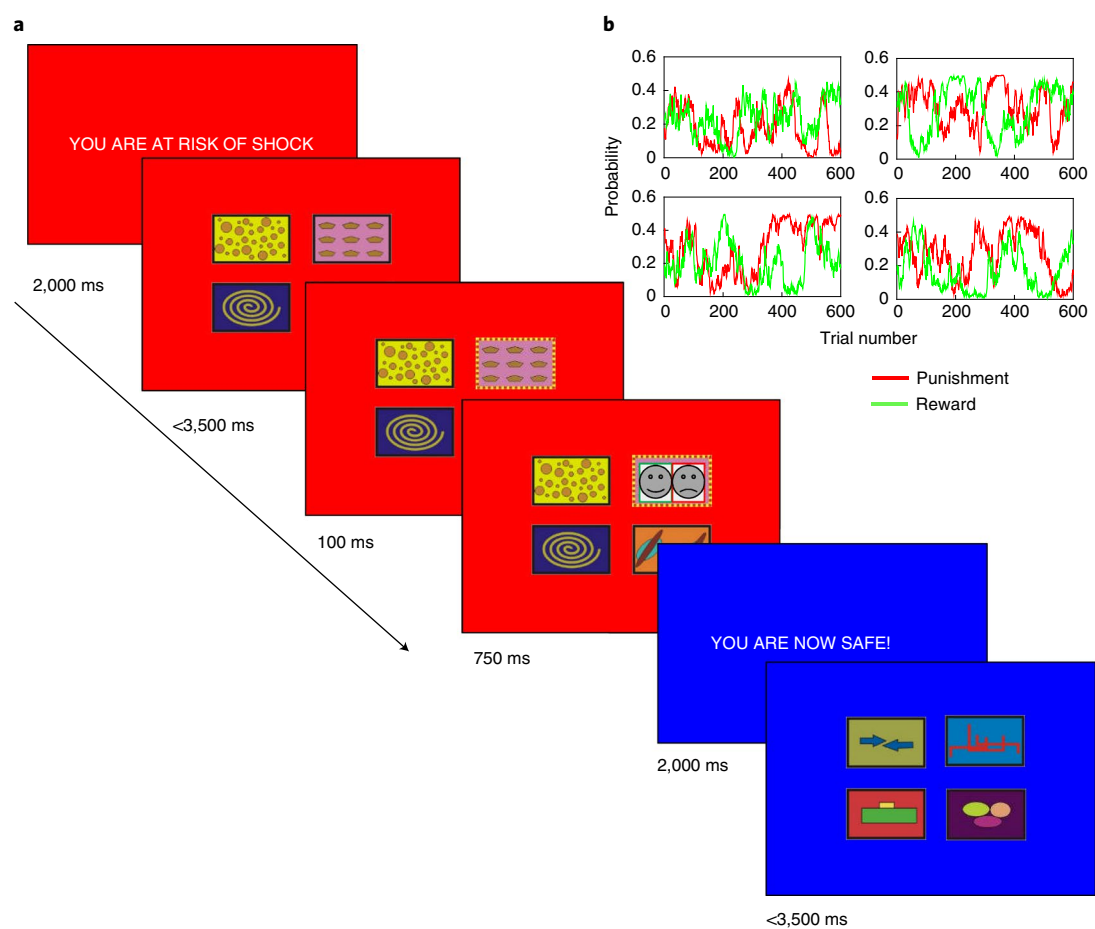 a
YOU ARE AT RISK OF SHOCK
2,000 ms
<3,500 ms
100 ms
750 ms
YOU ARE NOW SAFE!
2,000 ms
<3,500 ms
b
Probability
0.6
0.4
0.2
0
0 200 400 600
0.6
0.4
0.2
0
0 200 400 600
0.6
0.4
0.2
0
0 200 400 600
0.6
0.4
0.2
0
0 200 400 600
Trial number
Punishment
Reward